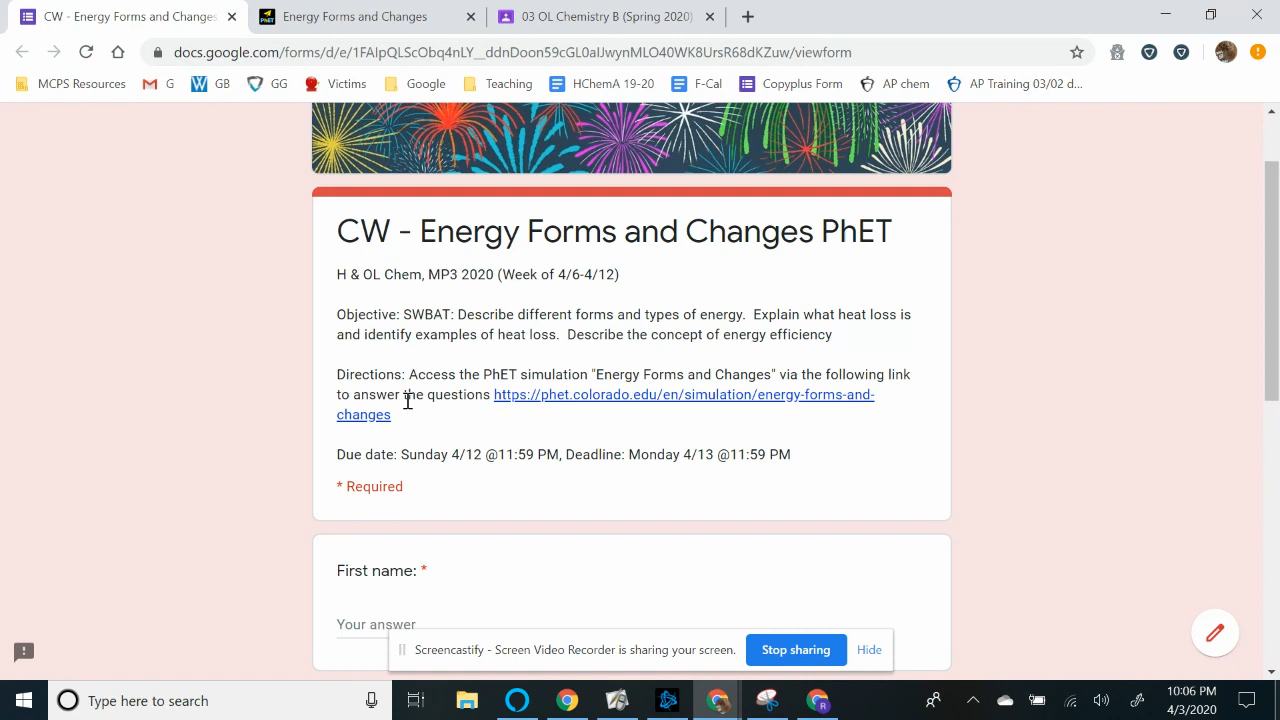 CW - Energy Forms and Changes
Energy Forms and Changes
03 OL Chemistry B (Spring 2020)
docs.google.com/forms/d/e/1FAIpQLScObq4nLY__ddnDoon59cGL0aIJwynMLO40WK8UrsR68dKZuw/viewform
MCPS Resources
G
GB
GG
Victims
Google
Teaching
HChemA 19-20
F-Cal
Copyplus Form
AP chem
AP Training 03/02 d...
CW - Energy Forms and Changes PhET
H & OL Chem, MP3 2020 (Week of 4/6-4/12)
Objective: SWBAT: Describe different forms and types of energy.  Explain what heat loss is
and identify examples of heat loss.  Describe the concept of energy efficiency
Directions: Access the PhET simulation "Energy Forms and Changes" via the following link
to answer the questions https://phet.colorado.edu/en/simulation/energy-forms-and-
changes
Due date: Sunday 4/12 @11:59 PM, Deadline: Monday 4/13 @11:59 PM
* Required
First name: *
Your answer
Screencastify - Screen Video Recorder is sharing your screen.
Stop sharing
Hide
Type here to search
10:06 PM
4/3/2020